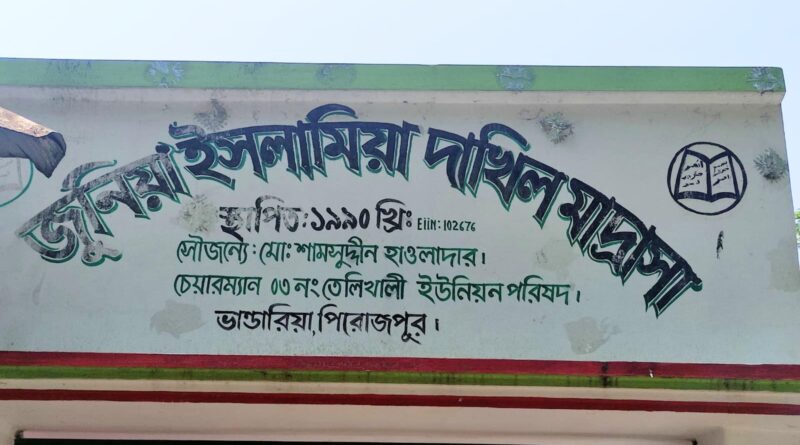 জুনিয়া ইসলামিয়া দাখিল মাদ্রাসা
স্থাপিত: ১৯৯০ খ্রিঃ EiiN: 102676
সৌজন্যে: মো: শামসুদ্দীন হাওলাদার।
চেয়ারম্যান ০৩ নং তেলিখালী ইউনিয়ন পরিষদ।
ভান্ডারিয়া, পিরোজপুর।